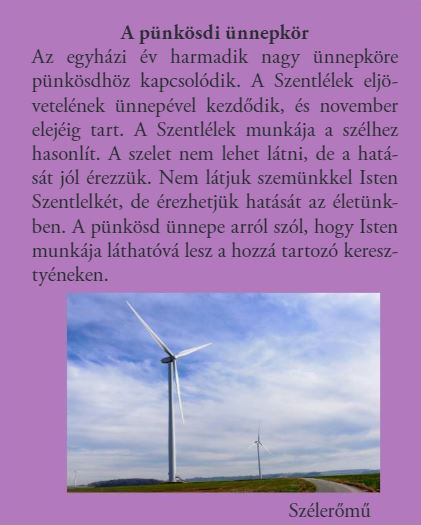 A pünkösdi ünnepkör
Az egyházi év harmadik nagy ünnepköre
pünkösdhöz kapcsolódik. A Szentlélek eljö-
vetelének ünnepével kezdődik, és november
elejéig tart. A Szentlélek munkája a szélhez
hasonlít. A szelet nem lehet látni, de a hatá-
sát jól érezzük. Nem látjuk szemünkkel Isten
Szentlelkét, de érezhetjük hatását az életünk-
ben. A pünkösd ünnepe arról szól, hogy Isten
munkája láthatóvá lesz a hozzá tartozó keresz-
tyéneken.
Szélerőmű